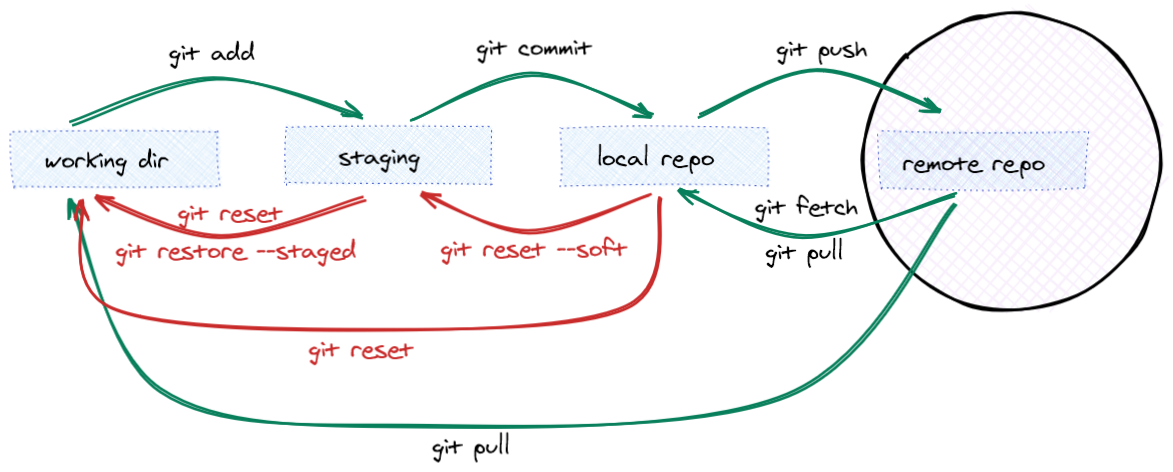 git add
git commit
git push
working dir
staging
local repo
remote repo
git reset
git restore --staged
git reset --soft
git fetch
git pull
git reset
git pull